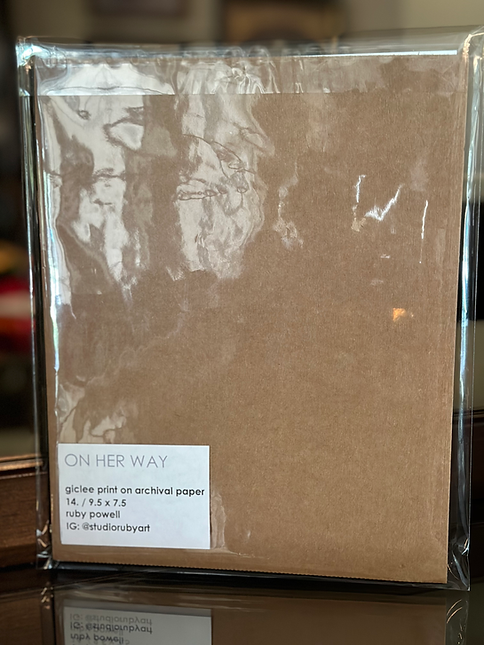 ON HER WAY
giclee print on archival paper
14. / 9.5 x 7.5
ruby powell
IG: @studiorubyart